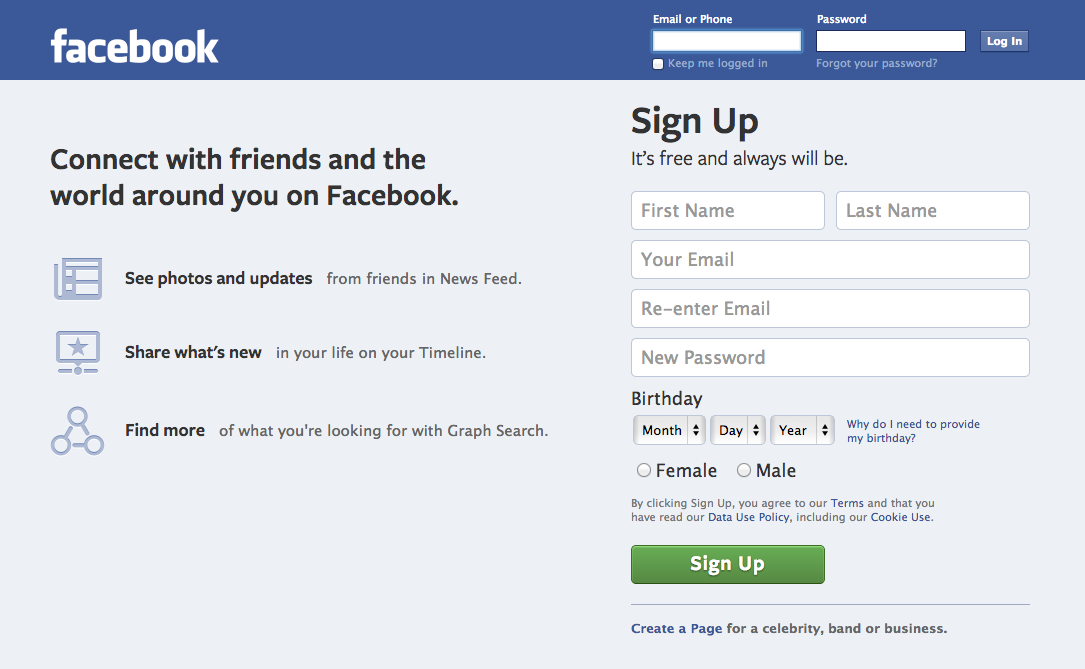 facebook
Email or Phone
Password
Log In
Keep me logged in
Forgot your password?
Connect with friends and the
world around you on Facebook.
See photos and updates from friends in News Feed.
Share what's new in your life on your Timeline.
Find more of what you're looking for with Graph Search.
Sign Up
It's free and always will be.
First Name
Last Name
Your Email
Re-enter Email
New Password
Birthday
Month
Day
Year
Why do I need to provide
my birthday?
Female
Male
By clicking Sign Up, you agree to our Terms and that you
have read our Data Use Policy, including our Cookie Use.
Sign Up
Create a Page for a celebrity, band or business.